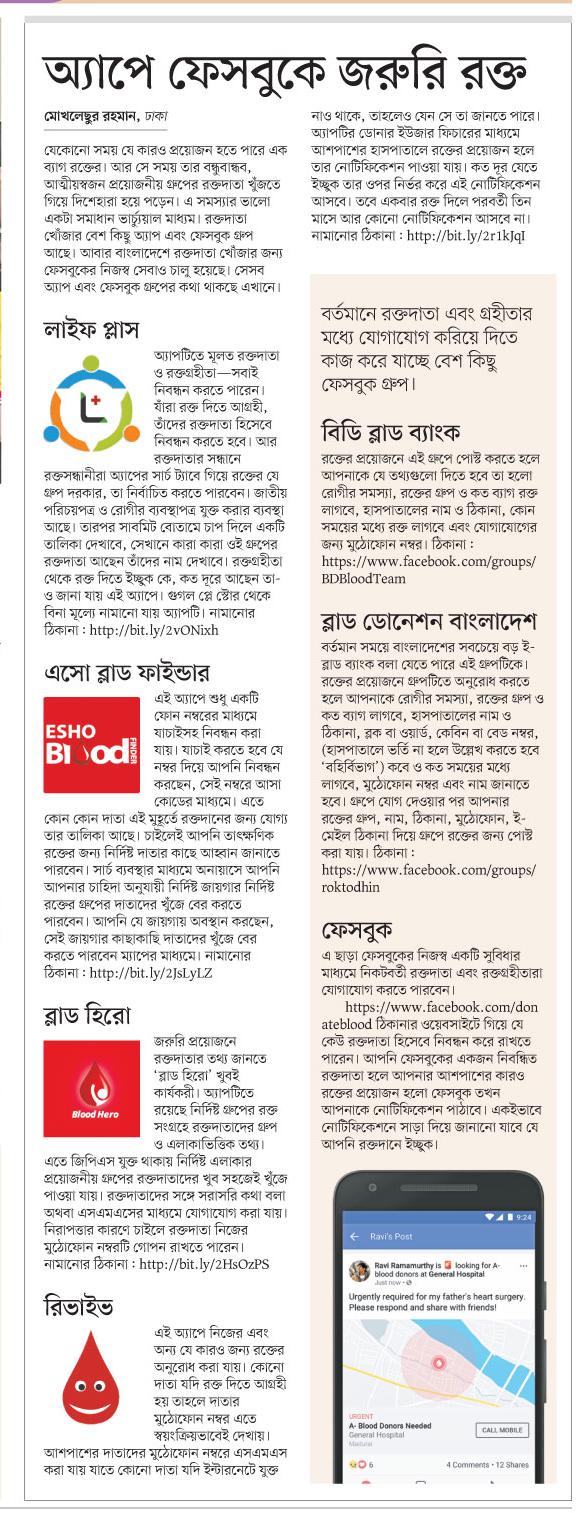 অ্যাপে ফেসবুকে জরুরি রক্ত
মোখলেছুর রহমান, ঢাকা
যেকোনো সময় যে কারও প্রয়োজন হতে পারে এক
ব্যাগ রক্তের। আর সে সময় তার বন্ধুবান্ধব,
আত্মীয়স্বজন প্রয়োজনীয় গ্রুপের রক্তদাতা খুঁজতে
গিয়ে দিশেহারা হয়ে পড়েন। এ সমস্যার ভালো
একটা সমাধান ভার্চ্যুয়াল মাধ্যম। রক্তদাতা
খোঁজার বেশ কিছু অ্যাপ এবং ফেসবুক গ্রুপ
আছে। আবার বাংলাদেশে রক্তদাতা খোঁজার জন্য
ফেসবুকের নিজস্ব সেবাও চালু হয়েছে। সেসব
অ্যাপ এবং ফেসবুক গ্রুপের কথা থাকছে এখানে।
লাইফ প্লাস
অ্যাপটিতে মূলত রক্তদাতা
ও রক্তগ্রহীতা—সবাই
নিবন্ধন করতে পারেন।
যাঁরা রক্ত দিতে আগ্রহী,
তাঁদের রক্তদাতা হিসেবে
নিবন্ধন করতে হবে। আর
রক্তদাতার সন্ধানে
রক্তসন্ধানীরা অ্যাপের সার্চ ট্যাবে গিয়ে রক্তের যে
গ্রুপ দরকার, তা নির্বাচিত করতে পারবেন। জাতীয়
পরিচয়পত্র ও রোগীর ব্যবস্থাপত্র যুক্ত করার ব্যবস্থা
আছে। তারপর সাবমিট বোতামে চাপ দিলে একটি
তালিকা দেখাবে, সেখানে কারা কারা ওই গ্রুপের
রক্তদাতা আছেন তাঁদের নাম দেখাবে। রক্তগ্রহীতা
থেকে রক্ত দিতে ইচ্ছুক কে, কত দূরে আছেন তা-
ও জানা যায় এই অ্যাপে। গুগল প্লে স্টোর থেকে
বিনা মূল্যে নামানো যায় অ্যাপটি। নামানোর
ঠিকানা : http://bit.ly/2vONixh
এসো ব্লাড ফাইন্ডার
ESHO
Blood
FINDER
এই অ্যাপে শুধু একটি
ফোন নম্বরের মাধ্যমে
যাচাইসহ নিবন্ধন করা
যায়। যাচাই করতে হবে যে
নম্বর দিয়ে আপনি নিবন্ধন
করছেন, সেই নম্বরে আসা
কোডের মাধ্যমে। এতে
কোন কোন দাতা এই মুহূর্তে রক্তদানের জন্য যোগ্য
তার তালিকা আছে। চাইলেই আপনি তাৎক্ষণিক
রক্তের জন্য নির্দিষ্ট দাতার কাছে আহ্বান জানাতে
পারবেন। সার্চ ব্যবস্থার মাধ্যমে অনায়াসে আপনি
আপনার চাহিদা অনুযায়ী নির্দিষ্ট জায়গার নির্দিষ্ট
রক্তের গ্রুপের দাতাদের খুঁজে বের করতে
পারবেন। আপনি যে জায়গায় অবস্থান করছেন,
সেই জায়গার কাছাকাছি দাতাদের খুঁজে বের
করতে পারবেন ম্যাপের মাধ্যমে। নামানোর
ঠিকানা : http://bit.ly/2JsLyLZ
ব্লাড হিরো
Blood Hero
জরুরি প্রয়োজনে
রক্তদাতার তথ্য জানতে
‘ব্লাড হিরো’ খুবই
কার্যকরী। অ্যাপটিতে
রয়েছে নির্দিষ্ট গ্রুপের রক্ত
সংগ্রহে রক্তদাতাদের গ্রুপ
ও এলাকাভিত্তিক তথ্য।
এতে জিপিএস যুক্ত থাকায় নির্দিষ্ট এলাকার
প্রয়োজনীয় গ্রুপের রক্তদাতাদের খুব সহজেই খুঁজে
পাওয়া যায়। রক্তদাতাদের সঙ্গে সরাসরি কথা বলা
অথবা এসএমএসের মাধ্যমে যোগাযোগ করা যায়।
নিরাপত্তার কারণে চাইলে রক্তদাতা নিজের
মুঠোফোন নম্বরটি গোপন রাখতে পারেন।
নামানোর ঠিকানা : http://bit.ly/2HsOzPS
রিভাইভ
এই অ্যাপে নিজের এবং
অন্য যে কারও জন্য রক্তের
অনুরোধ করা যায়। কোনো
দাতা যদি রক্ত দিতে আগ্রহী
হয় তাহলে দাতার
মুঠোফোন নম্বর এতে
স্বয়ংক্রিয়ভাবেই দেখায়।
আশপাশের দাতাদের মুঠোফোন নম্বরে এসএমএস
করা যায় যাতে কোনো দাতা যদি ইন্টারনেটে যুক্ত
নাও থাকে, তাহলেও যেন সে তা জানতে পারে।
অ্যাপটির ডোনার ইউজার ফিচারের মাধ্যমে
আশপাশের হাসপাতালে রক্তের প্রয়োজন হলে
তার নোটিফিকেশন পাওয়া যায়। কত দূর যেতে
ইচ্ছুক তার ওপর নির্ভর করে এই নোটিফিকেশন
আসবে। তবে একবার রক্ত দিলে পরবর্তী তিন
মাসে আর কোনো নোটিফিকেশন আসবে না।
নামানোর ঠিকানা : http://bit.ly/2r1kJqI
বর্তমানে রক্তদাতা এবং গ্রহীতার
মধ্যে যোগাযোগ করিয়ে দিতে
কাজ করে যাচ্ছে বেশ কিছু
ফেসবুক গ্রুপ।
বিডি ব্লাড ব্যাংক
রক্তের প্রয়োজনে এই গ্রুপে পোস্ট করতে হলে
আপনাকে যে তথ্যগুলো দিতে হবে তা হলো
রোগীর সমস্যা, রক্তের গ্রুপ ও কত ব্যাগ রক্ত
লাগবে, হাসপাতালের নাম ও ঠিকানা, কোন
সময়ের মধ্যে রক্ত লাগবে এবং যোগাযোগের
জন্য মুঠোফোন নম্বর। ঠিকানা :
https://www.facebook.com/groups/
BDBloodTeam
ব্লাড ডোনেশন বাংলাদেশ
বর্তমান সময়ে বাংলাদেশের সবচেয়ে বড় ই-
ব্লাড ব্যাংক বলা যেতে পারে এই গ্রুপটিকে।
রক্তের প্রয়োজনে গ্রুপটিতে অনুরোধ করতে
হলে আপনাকে রোগীর সমস্যা, রক্তের গ্রুপ ও
কত ব্যাগ লাগবে, হাসপাতালের নাম ও
ঠিকানা, ব্লক বা ওয়ার্ড, কেবিন বা বেড নম্বর,
(হাসপাতালে ভর্তি না হলে উল্লেখ করতে হবে
‘বহির্বিভাগ’) কবে ও কত সময়ের মধ্যে
লাগবে, মুঠোফোন নম্বর এবং নাম জানাতে
হবে। গ্রুপে যোগ দেওয়ার পর আপনার
রক্তের গ্রুপ, নাম, ঠিকানা, মুঠোফোন, ই-
মেইল ঠিকানা দিয়ে গ্রুপে রক্তের জন্য পোস্ট
করা যায়। ঠিকানা :
https://www.facebook.com/groups/
roktodhin
ফেসবুক
এ ছাড়া ফেসবুকের নিজস্ব একটি সুবিধার
মাধ্যমে নিকটবর্তী রক্তদাতা এবং রক্তগ্রহীতারা
যোগাযোগ করতে পারবেন।
https://www.facebook.com/don
ateblood ঠিকানার ওয়েবসাইটে গিয়ে যে
কেউ রক্তদাতা হিসেবে নিবন্ধন করে রাখতে
পারেন। আপনি ফেসবুকের একজন নিবন্ধিত
রক্তদাতা হলে আপনার আশপাশের কারও
রক্তের প্রয়োজন হলো ফেসবুক তখন
আপনাকে নোটিফিকেশন পাঠাবে। একইভাবে
নোটিফিকেশনে সাড়া দিয়ে জানানো যাবে যে
আপনি রক্তদানে ইচ্ছুক।
9:24
Ravi's Post
Ravi Ramamurthy is looking for A-
blood donors at General Hospital
Just now
Urgently required for my father's heart surgery.
Please respond and share with friends!
URGENT
A- Blood Donors Needed
General Hospital
Madurai
CALL MOBILE
6
4 Comments • 12 Shares